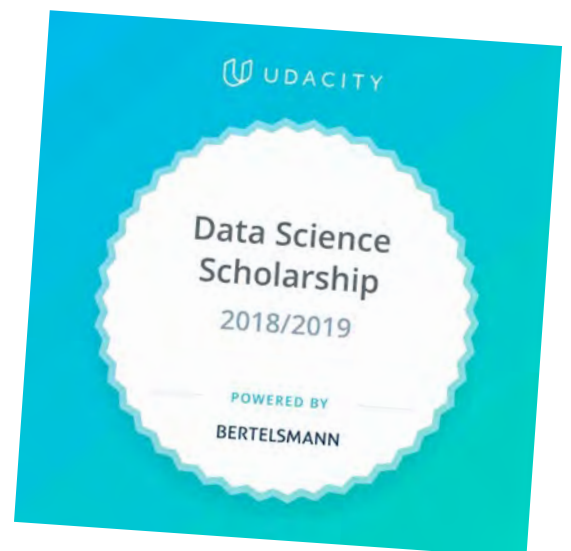 UDACITY
Data Science
Scholarship
2018/2019
POWERED BY
BERTELSMANN